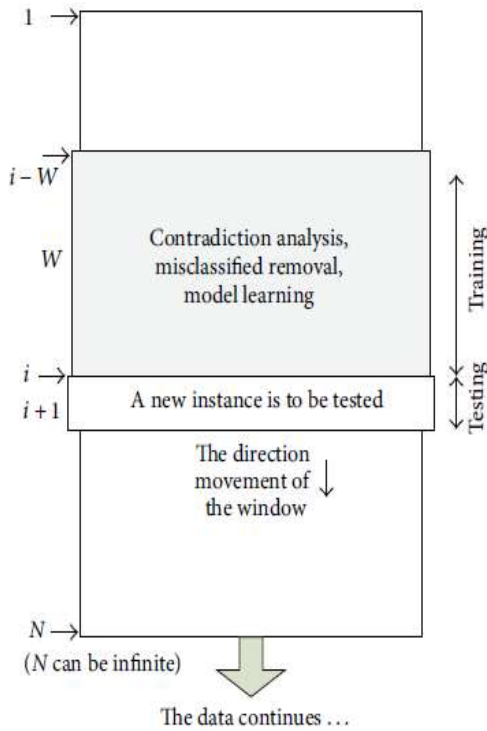 1
i – W
W
Contradiction analysis,
misclassified removal,
model learning
Training
i
i + 1
A new instance is to be tested
Testing
The direction
movement of
the window
N
(N can be infinite)
The data continues …